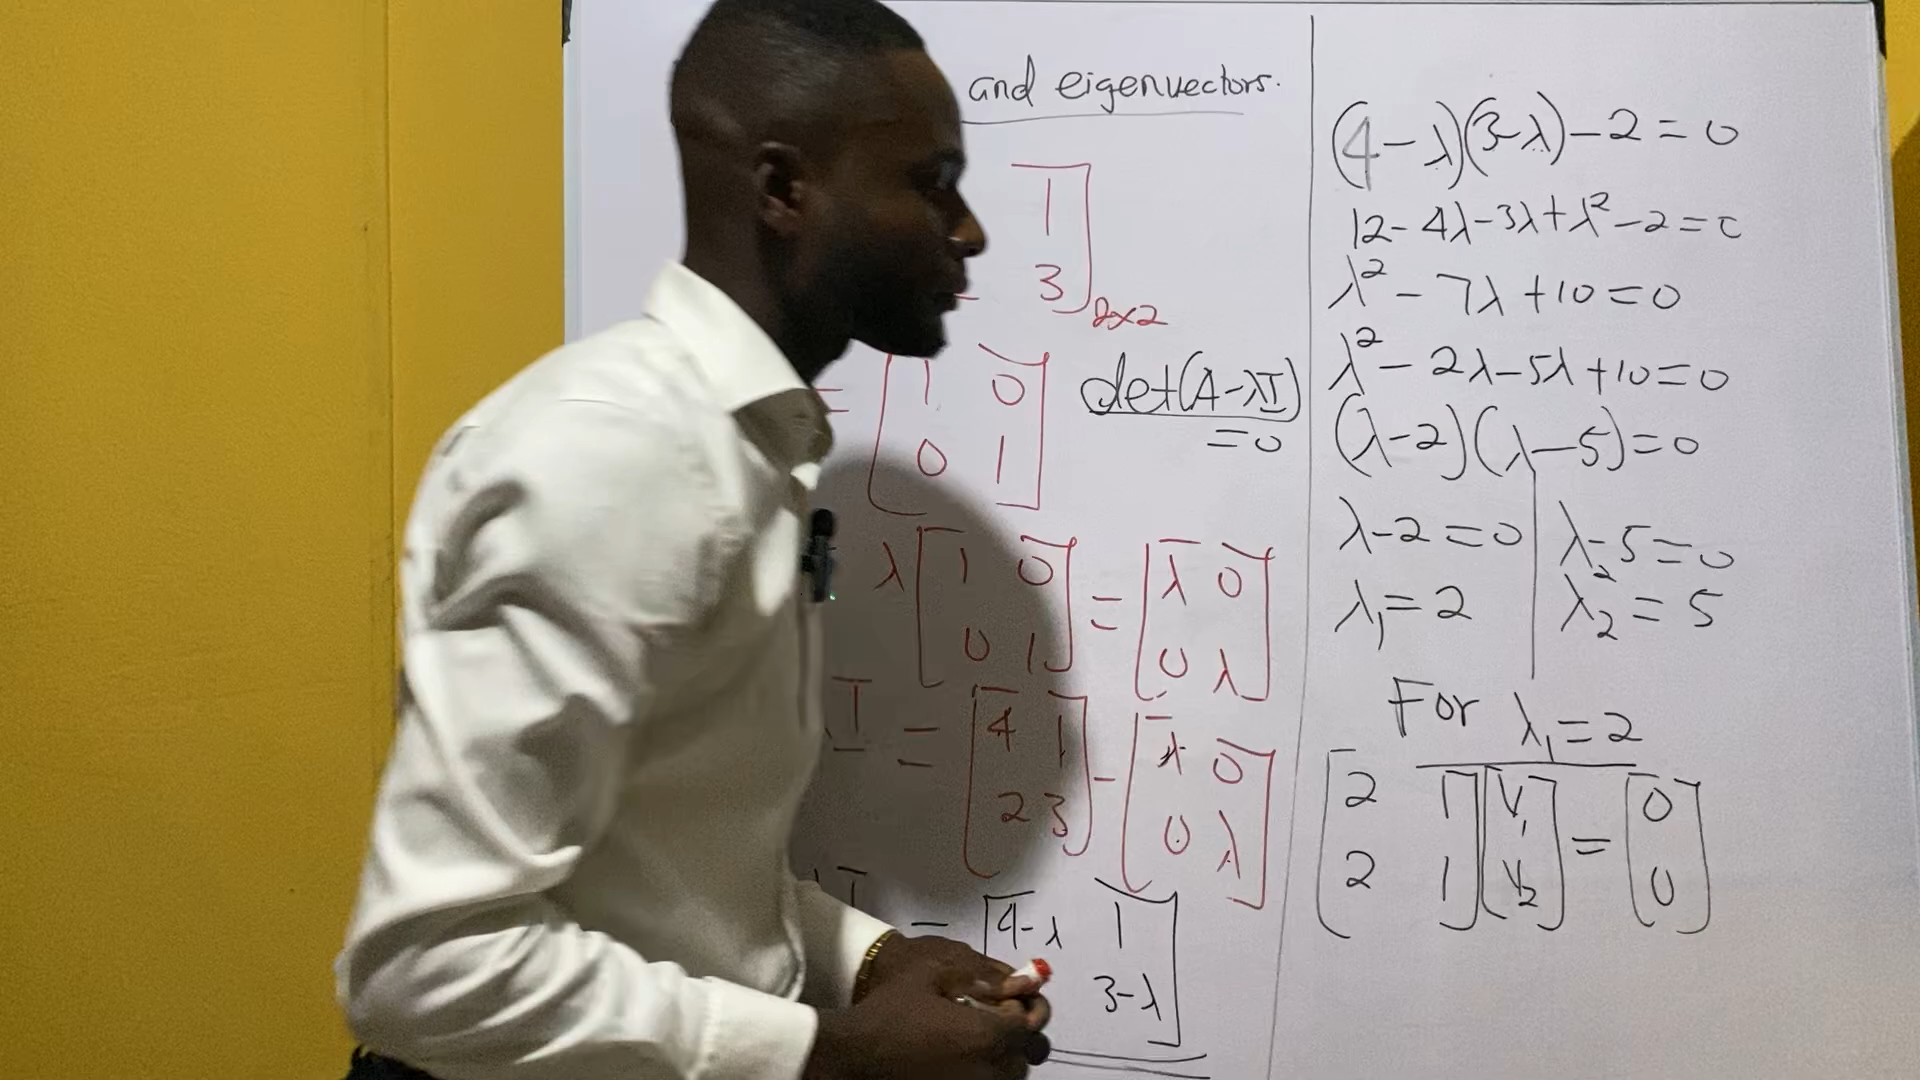 and eigenvectors.
1
3
2x2
= 1 0
0 1
det(A-λI)
=0
λ 1 0 = λ 0
0 1 0 λ
I = 4 1 - λ 0
2 3 0 λ
λI = 4-λ 1
3-λ
(4-λ)(3-λ)-2=0
12-4λ-3λ+λ²-2=0
λ²-7λ+10=0
λ²-2λ-5λ+10=0
(λ-2)(λ-5)=0
λ-2=0 λ-5=0
λ₁=2 λ₂=5
For λ₁=2
2 1 V₁ = 0
2 1 V₂ 0